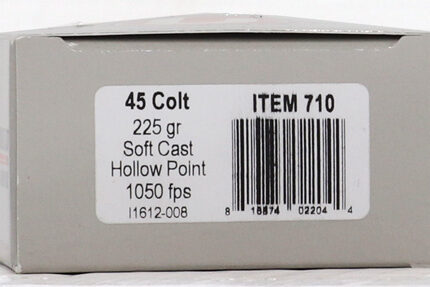 45 Colt
225 gr
Soft Cast
Hollow Point
1050 fps
I1612-008
ITEM 710
8 18874 02204 4